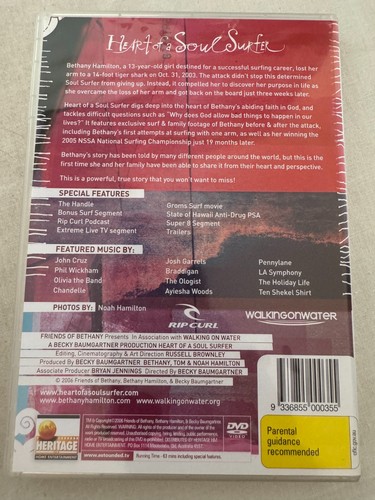 Heart of a Soul Surfer
Bethany Hamilton, a 13-year-old girl destined for a successful surfing career, lost her
arm to a 14-foot tiger shark on Oct. 31, 2003. The attack didn't stop this determined
Soul Surfer from giving up. Instead, it compelled her to discover her purpose in life as
she overcame the loss of her arm and got back on the board just three weeks later.
Heart of a Soul Surfer digs deep into the heart of Bethany's abiding faith in God, and
tackles difficult questions such as "Why does God allow bad things to happen in our
lives?" It features exclusive surf & family footage of Bethany before & after the attack,
including Bethany's first attempts at surfing with one arm, as well as her winning the
2005 NSSA National Surfing Championship just 19 months later.
Bethany's story has been told by many different people around the world, but this is the
first time she and her family have been able to share it from their heart and perspective.
This is a powerful, true story that you won't want to miss!
SPECIAL FEATURES
The Handle
Bonus Surf Segment
Rip Curl Podcast
Extreme Live TV segment
Groms Surf movie
State of Hawaii Anti-Drug PSA
Super 8 Segment
Trailers
FEATURED MUSIC BY:
John Cruz
Phil Wickham
Olivia the Band
Chandelle
Josh Garrels
Braddigan
The Ologist
Ayiesha Woods
Pennylane
LA Symphony
The Holiday Life
Ten Shekel Shirt
PHOTOS BY: Noah Hamilton
RIP CURL
WALKINGONWATER
FRIENDS OF BETHANY Presents In Association with WALKING ON WATER
A BECKY BAUMGARTNER PRODUCTION HEART OF A SOUL SURFER
Editing, Cinematography & Art Direction RUSSELL BROWNLEY
Produced By BECKY BAUMGARTNER, BETHANY, TOM & NOAH HAMILTON
Associate Producer BRYAN JENNINGS Directed By BECKY BAUMGARTNER
© 2006 Friends of Bethany, Bethany Hamilton, & Becky Baumgartner
www.heartofasoulsurfer.com
www.bethanyhamilton.com www.walkingonwater.org
9 336855 000355
HERITAGE
HOME ENTERTAINMENT
DVD
VIDEO
Parental
guidance
recommended
Running Time - 83 mins including special features.